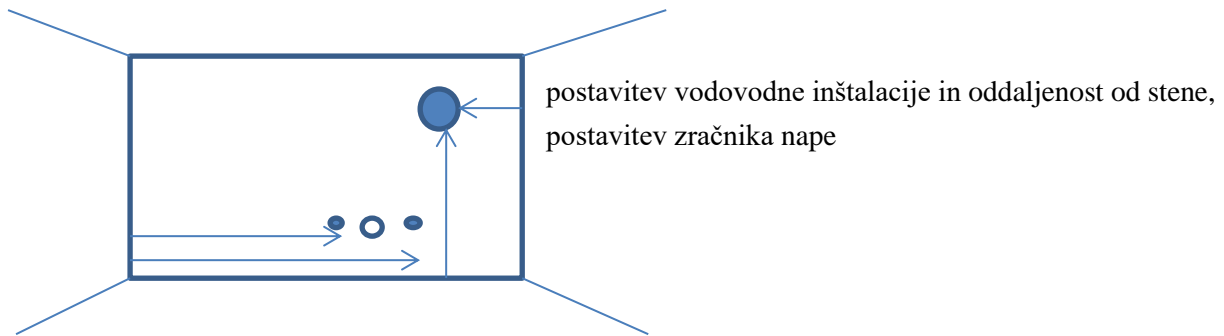 postavitev vodovodne inštalacije in oddaljenost od stene,
postavitev zračnika nape